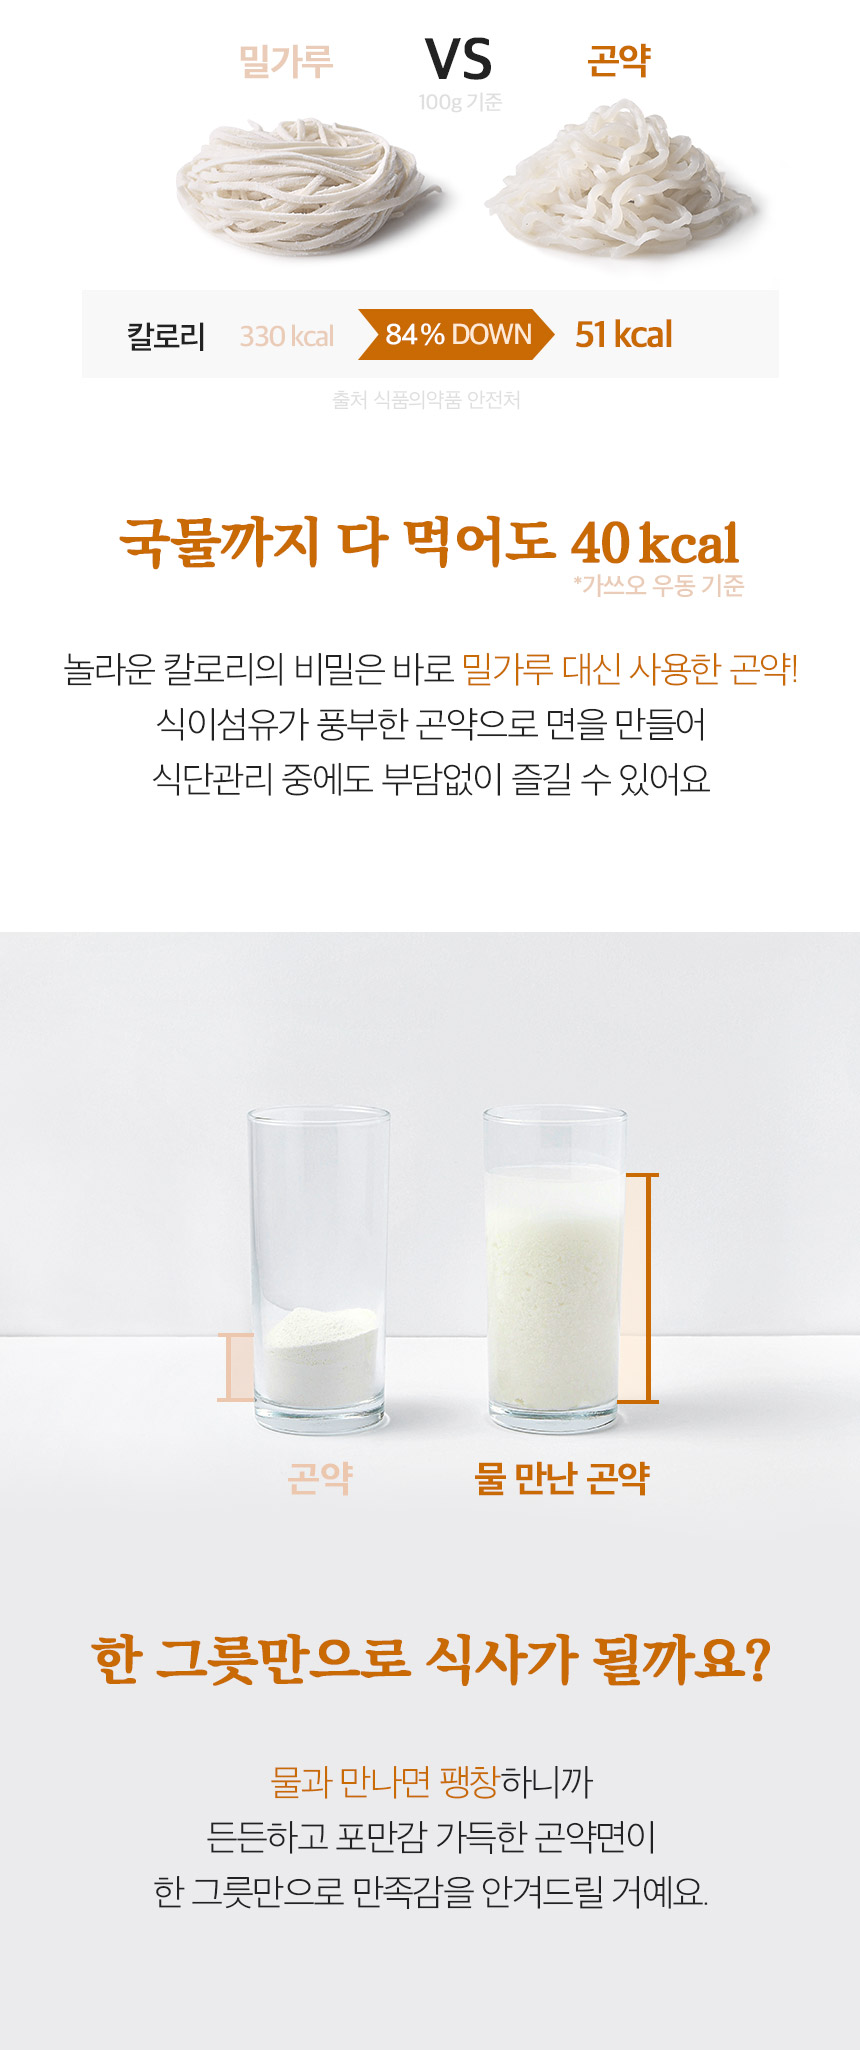 밀가루 VS 곤약
100g 기준
칼로리 330 kcal 84% DOWN 51 kcal
출처 식품의약품 안전처
국물까지 다 먹어도 40 kcal
*가쓰오 우동 기준
놀라운 칼로리의 비밀은 바로 밀가루 대신 사용한 곤약!
식이섬유가 풍부한 곤약으로 면을 만들어
식단관리 중에도 부담없이 즐길 수 있어요
곤약 물 만난 곤약
한 그릇만으로 식사가 될까요?
물과 만나면 팽창하니까
든든하고 포만감 가득한 곤약면이
한 그릇만으로 만족감을 안겨드릴 거예요.